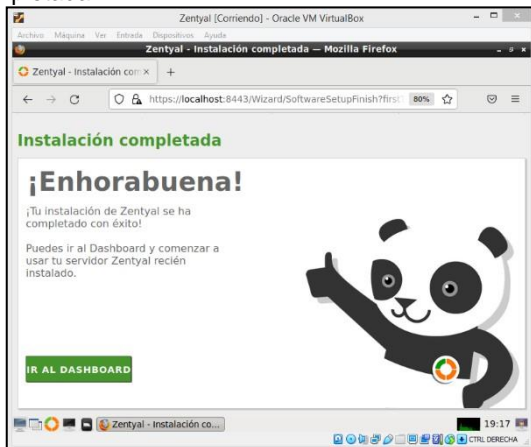 Zentyal [Corriendo] - Oracle VM VirtualBox
Archivo Máquina Ver Entrada Dispositivos Ayuda
Zentyal - Instalación completada — Mozilla Firefox
Zentyal - Instalación com
https://localhost:8443/Wizard/SoftwareSetupFinish?first 80%
Instalación completada
¡Enhorabuena!
¡Tu instalación de Zentyal se ha
completado con éxito!
Puedes ir al Dashboard y comenzar a
usar tu servidor Zentyal recién
instalado.
IR AL DASHBOARD
Zentyal - Instalación co...
19:17
CTRL DERECHA